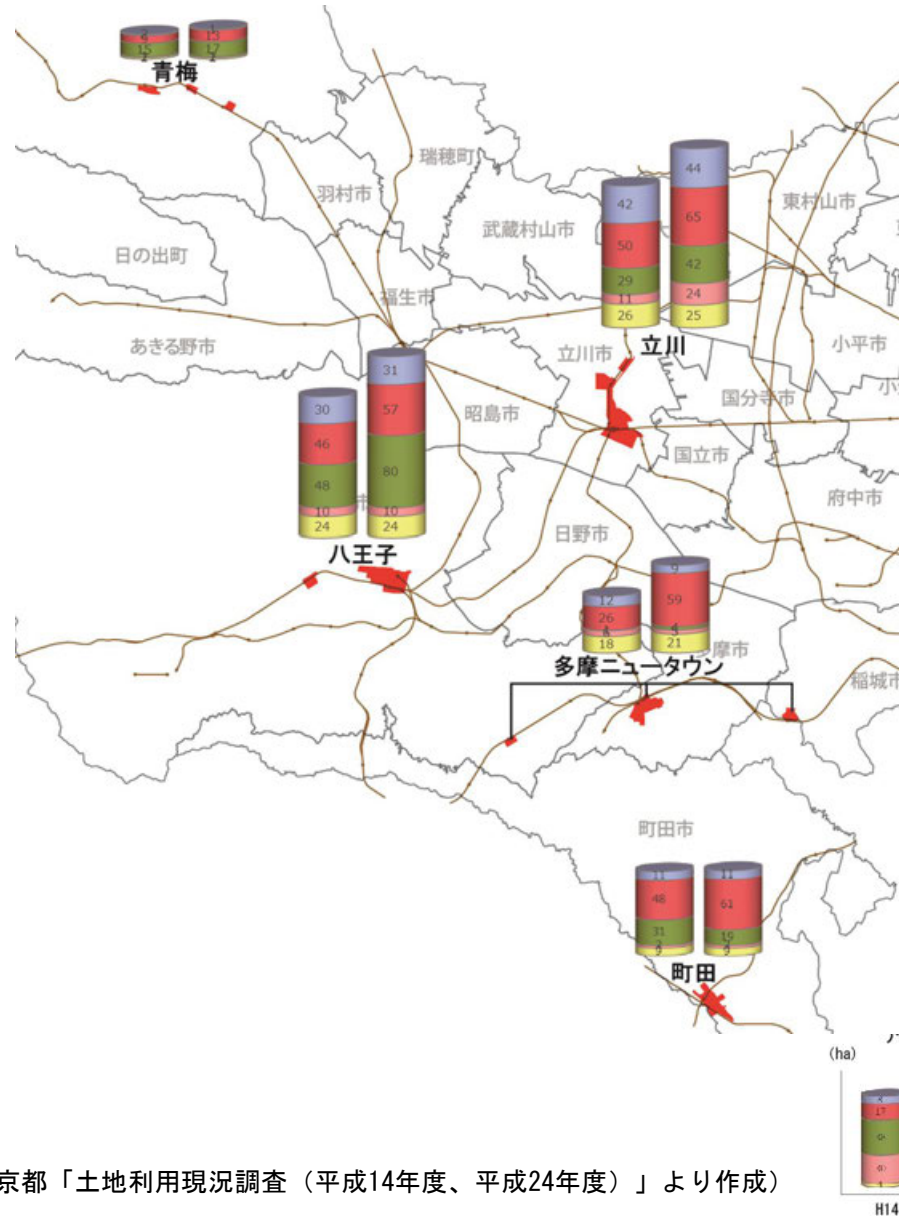 15
13
17
青梅
瑞穂町
羽村市
武蔵村山市
東村山市
日の出町
福生市
あきる野市
42
50
29
11
26
44
65
42
24
25
立川
立川市
小平市
国分寺市
昭島市
国立市
府中市
30
46
48
10
24
31
57
80
10
24
市
八王子
日野市
12
26
18
9
59
21
多摩ニュータウン
摩市
稲城市
町田市
11
48
31
11
61
19
町田
(ha)
京都「土地利用現況調査（平成14年度、平成24年度）」より作成）
H14